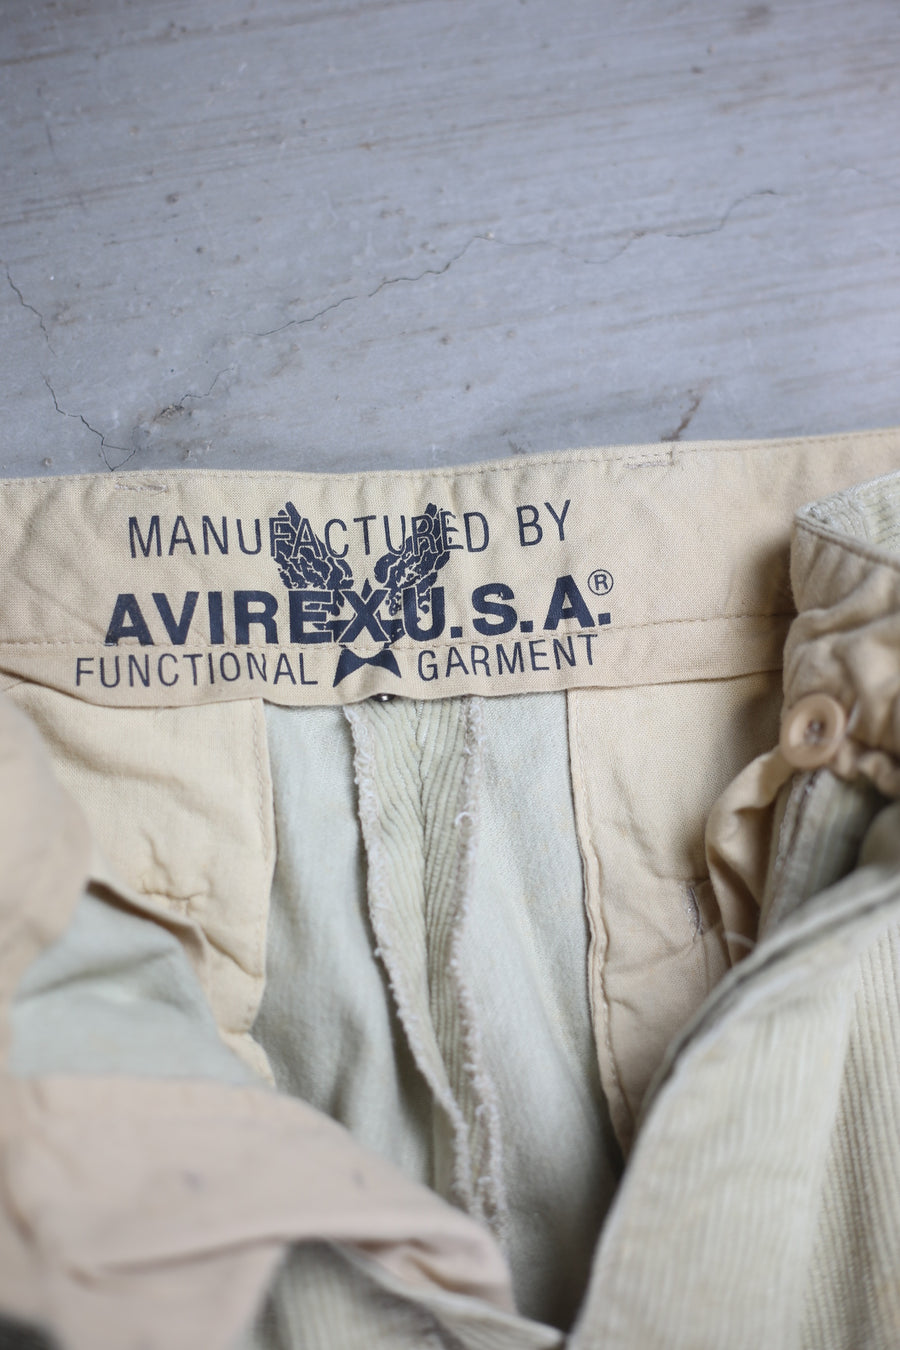 MANUFACTURED BY
AVIREX U.S.A.®
FUNCTIONAL GARMENT